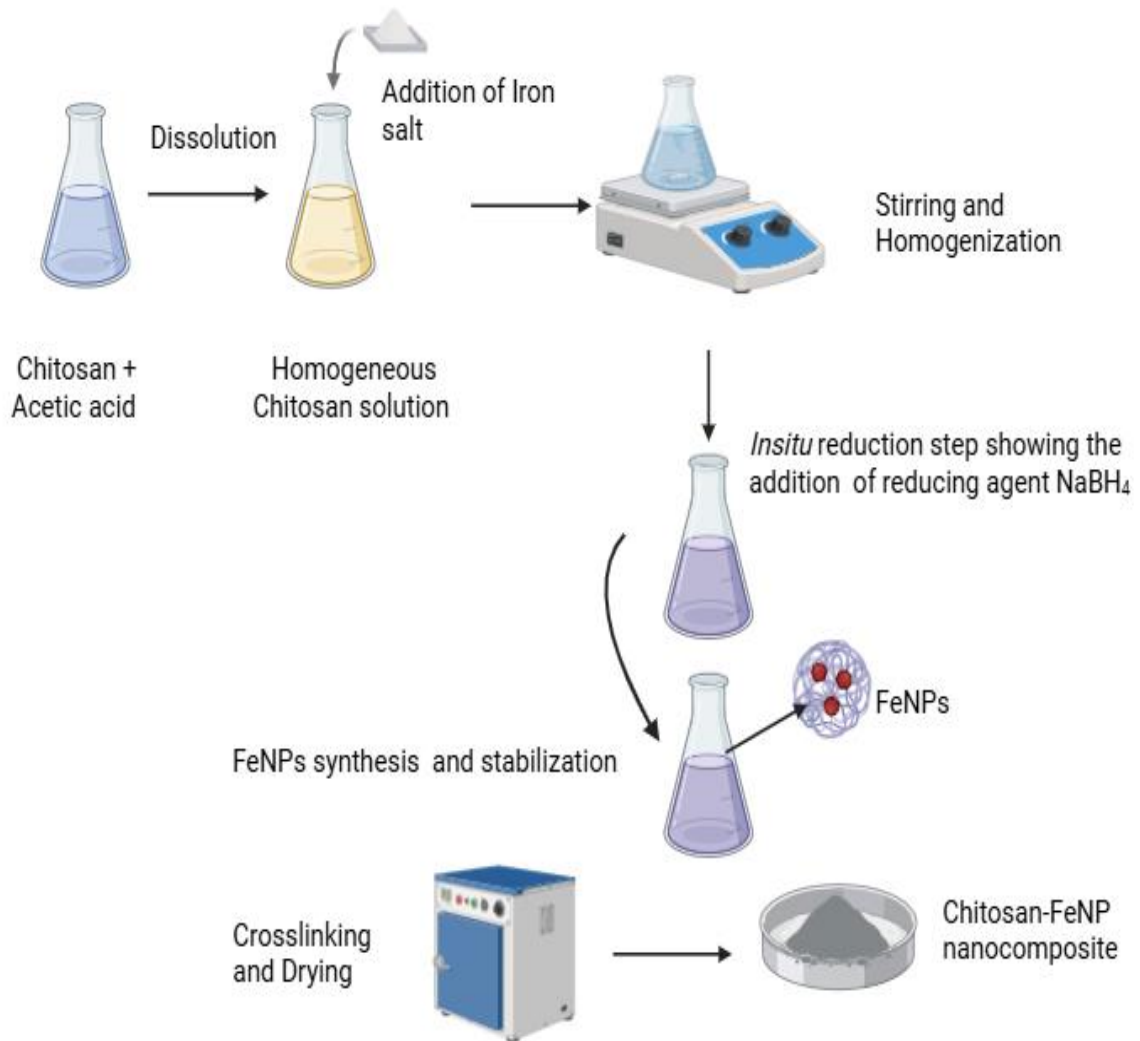 Addition of Iron
salt
Dissolution
Stirring and
Homogenization
Chitosan +
Acetic acid
Homogeneous
Chitosan solution
Insitu reduction step showing the
addition of reducing agent NaBH₄
FeNPs
FeNPs synthesis and stabilization
Crosslinking
and Drying
Chitosan-FeNP
nanocomposite